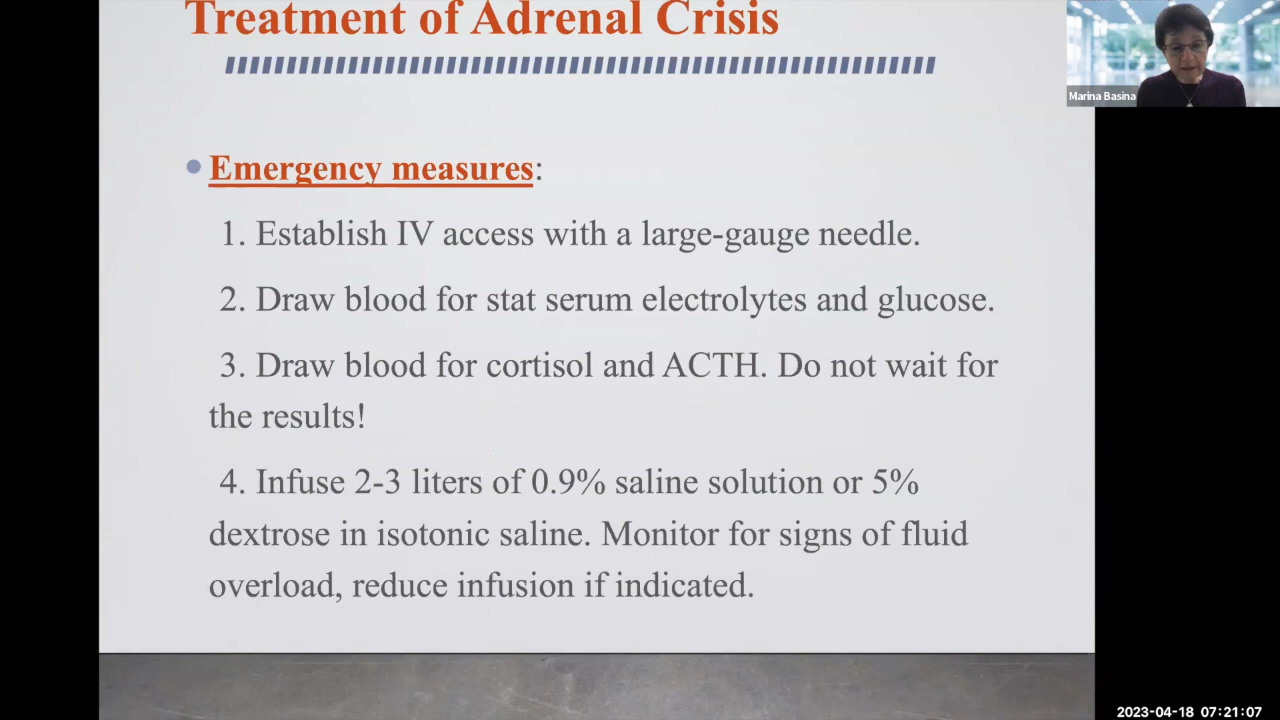 Treatment of Adrenal Crisis
Marina Basina
Emergency measures:
1. Establish IV access with a large-gauge needle.
2. Draw blood for stat serum electrolytes and glucose.
3. Draw blood for cortisol and ACTH. Do not wait for
the results!
4. Infuse 2-3 liters of 0.9% saline solution or 5%
dextrose in isotonic saline. Monitor for signs of fluid
overload, reduce infusion if indicated.
2023-04-18 07:21:07